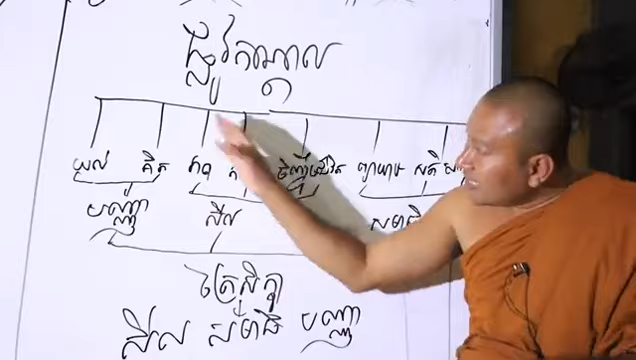 ផ្លូវកណ្តាល
យល់ គិត វាចា ចិញ្ចឹមជីវិត ព្យាយាម សតិ
បញ្ញា សីល សមាធិ
ត្រៃសិក្ខា
សីល សមាធិ បញ្ញា